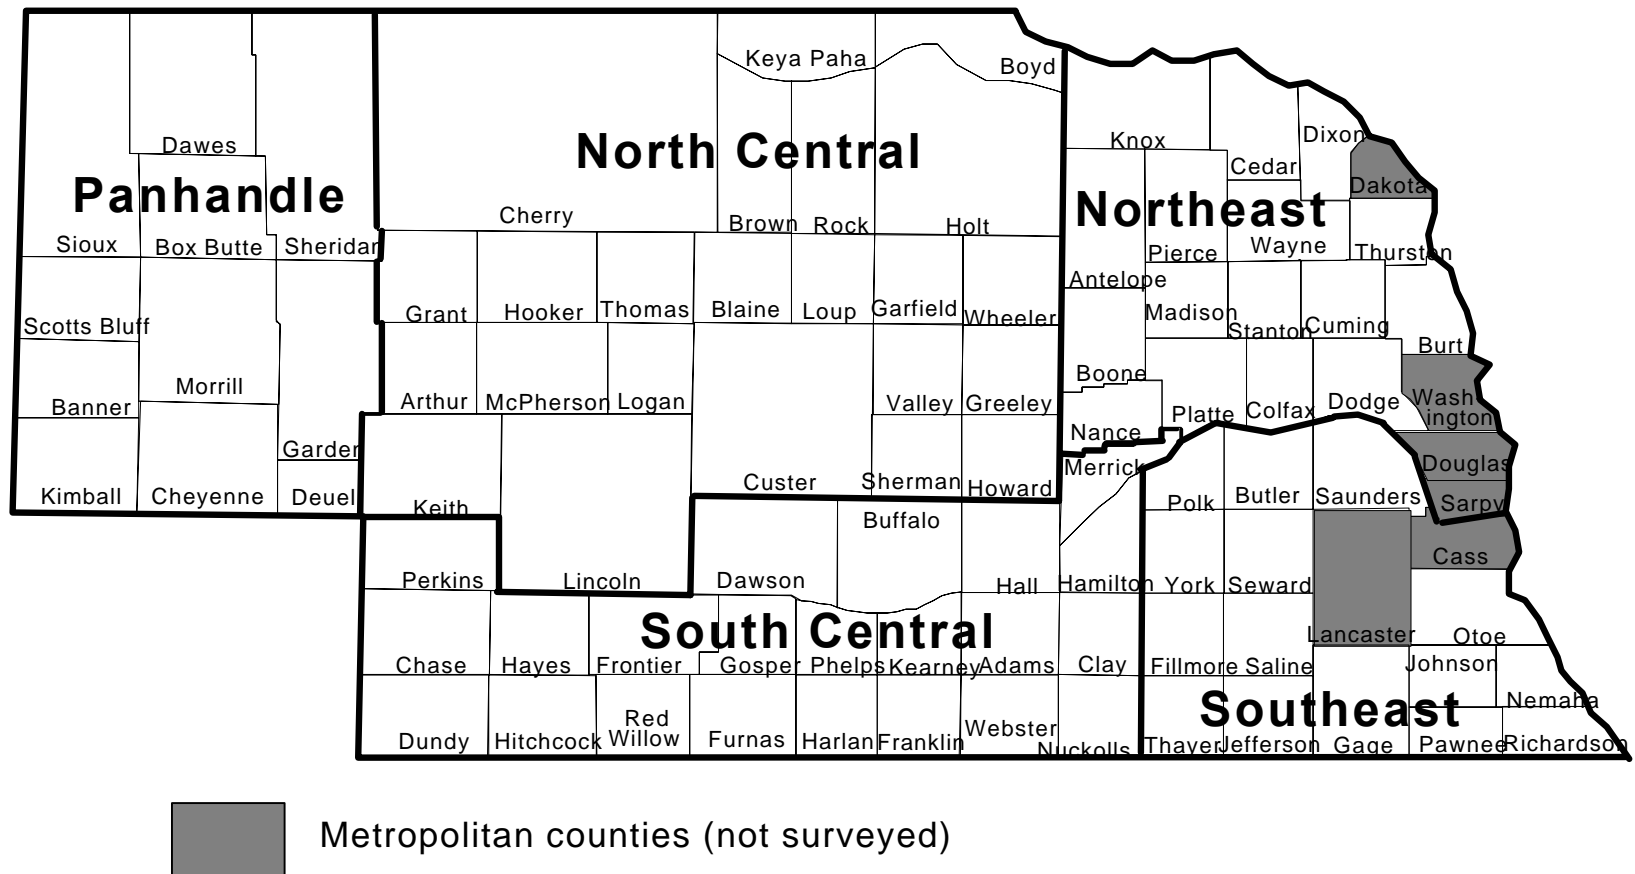 Keya Paha
Boyd
Dawes
North Central
Knox
Dixon
Cedar
Dakota
Panhandle
Northeast
Cherry
Brown
Rock
Holt
Sioux
Box Butte
Sheridan
Pierce
Wayne
Thurston
Antelope
Grant
Hooker
Thomas
Blaine
Loup
Garfield
Wheeler
Madison
Stanton
Cuming
Scotts Bluff
Burt
Morrill
Boone
Banner
Arthur
McPherson
Logan
Valley
Greeley
Platte
Colfax
Dodge
Wash
ington
Nance
Garden
Merrick
Douglas
Kimball
Cheyenne
Deuel
Keith
Custer
Sherman
Howard
Polk
Butler
Saunders
Sarpy
Buffalo
Cass
Perkins
Lincoln
Dawson
Hall
Hamilton
York
Seward
South Central
Lancaster
Otoe
Chase
Hayes
Frontier
Gosper
Phelps
Kearney
Adams
Clay
Fillmore
Saline
Johnson
Southeast
Nemaha
Dundy
Hitchcock
Red
Willow
Furnas
Harlan
Franklin
Webster
Nuckolls
Thayer
Jefferson
Gage
Pawnee
Richardson
Metropolitan counties (not surveyed)